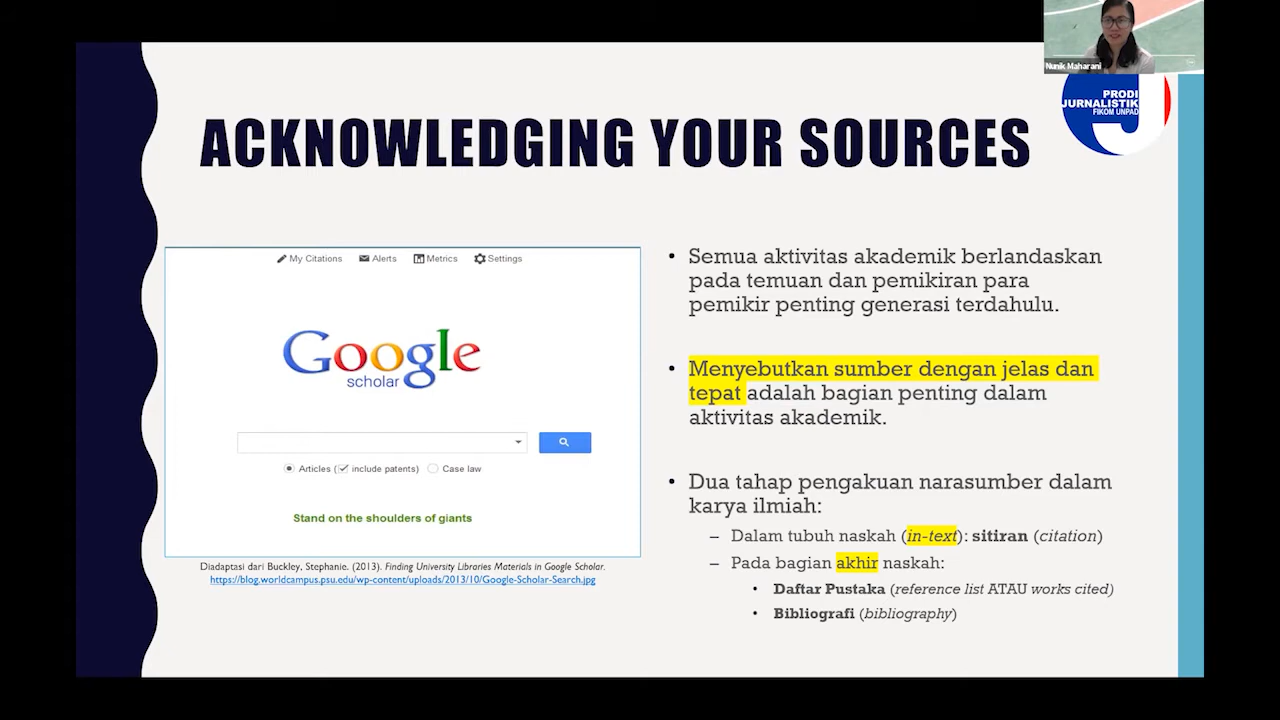 Nunik Maharani
PRODI
JURNALISTIK
FIKOM UNPAD
ACKNOWLEDGING YOUR SOURCES
My Citations Alerts Metrics Settings
Google
scholar
Articles (✓ include patents) Case law
Stand on the shoulders of giants
Diadaptasi dari Buckley, Stephanie. (2013). Finding University Libraries Materials in Google Scholar.
https://blog.worldcampus.psu.edu/wp-content/uploads/2013/10/Google-Scholar-Search.jpg
• Semua aktivitas akademik berlandaskan
pada temuan dan pemikiran para
pemikir penting generasi terdahulu.
• Menyebutkan sumber dengan jelas dan
tepat adalah bagian penting dalam
aktivitas akademik.
• Dua tahap pengakuan narasumber dalam
karya ilmiah:
– Dalam tubuh naskah (in-text): sitiran (citation)
– Pada bagian akhir naskah:
• Daftar Pustaka (reference list ATAU works cited)
• Bibliografi (bibliography)